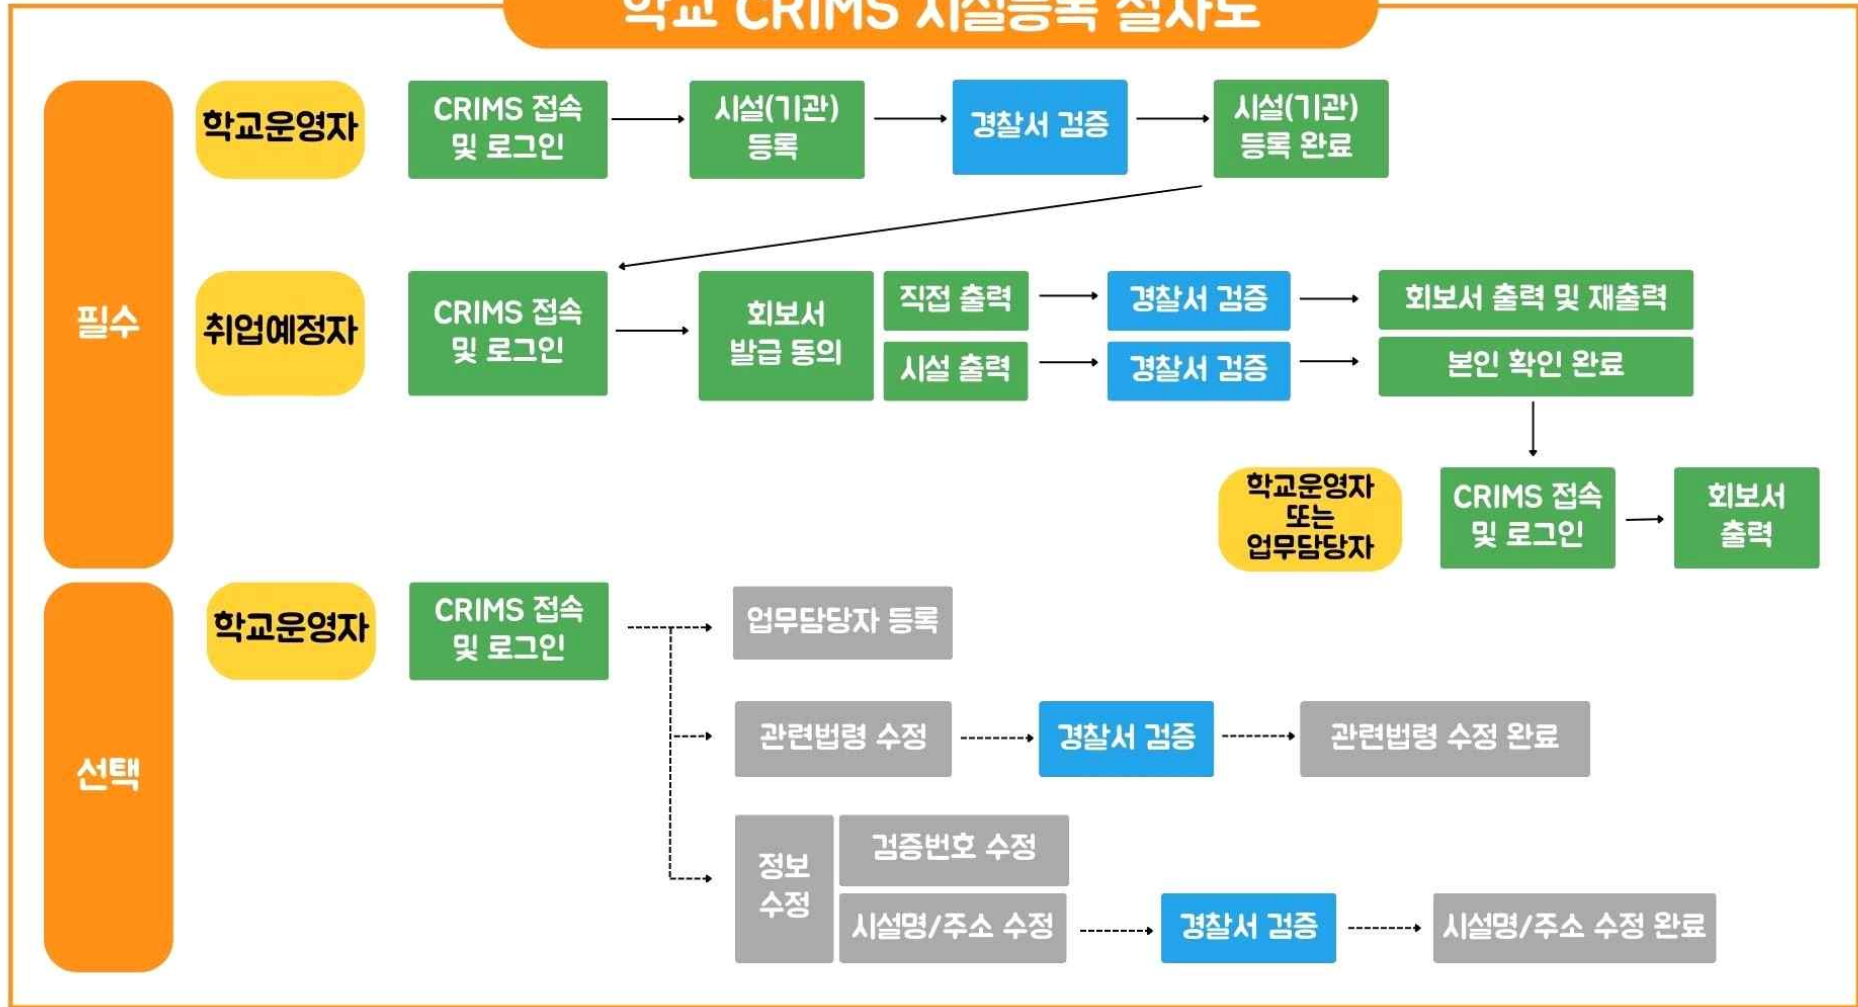 학교 CRIMS 시설등록 절차도
필수
학교운영자
CRIMS 접속
및 로그인
시설(기관)
등록
경찰서 검증
시설(기관)
등록 완료
취업예정자
CRIMS 접속
및 로그인
회보서
발급 동의
직접 출력
경찰서 검증
회보서 출력 및 재출력
시설 출력
경찰서 검증
본인 확인 완료
학교운영자
또는
업무담당자
CRIMS 접속
및 로그인
회보서
출력
선택
학교운영자
CRIMS 접속
및 로그인
업무담당자 등록
관련법령 수정
경찰서 검증
관련법령 수정 완료
정보
수정
검증번호 수정
시설명/주소 수정
경찰서 검증
시설명/주소 수정 완료